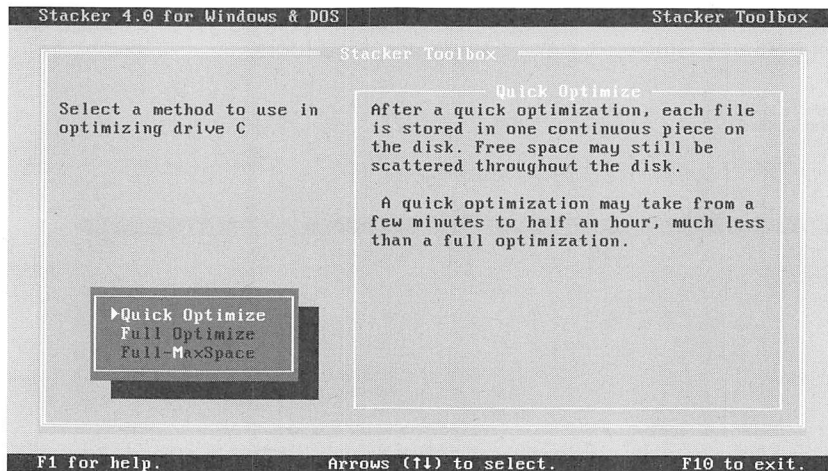 Stacker 4.0 for Windows & DOS Stacker Toolbox
Stacker Toolbox
Select a method to use in
optimizing drive C
▶Quick Optimize
Full Optimize
Full-MaxSpace
Quick Optimize
After a quick optimization, each file
is stored in one continuous piece on
the disk. Free space may still be
scattered throughout the disk.
A quick optimization may take from a
few minutes to half an hour, much less
than a full optimization.
F1 for help. Arrows (↑↓) to select. F10 to exit.